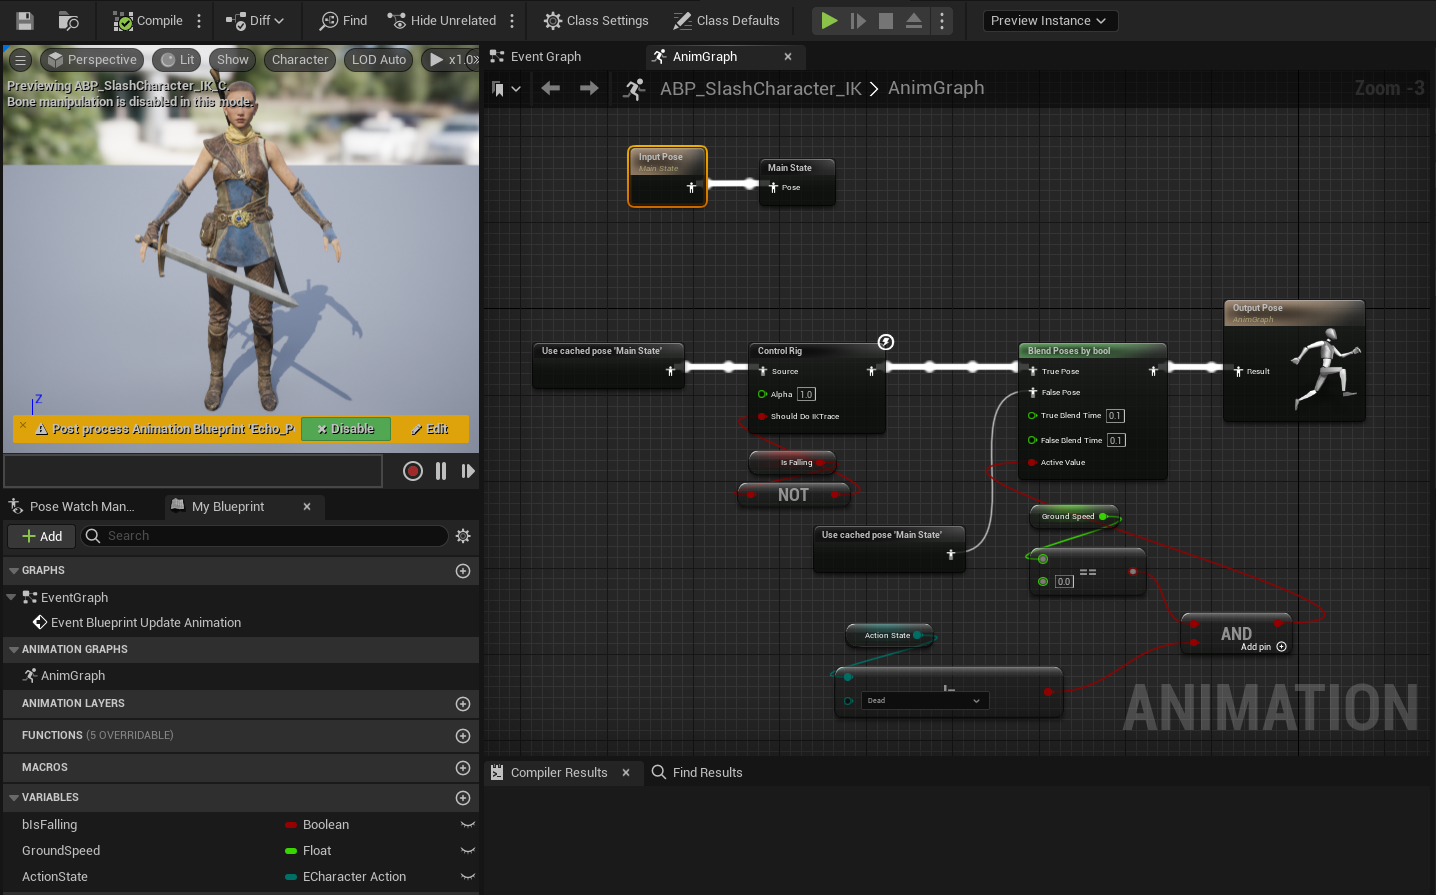 Compile
Diff
Find
Hide Unrelated
Class Settings
Class Defaults
Preview Instance
Perspective
Lit
Show
Character
LOD Auto
x1.0
Previewing ABP_SlashCharacter_IK_C.
Bone manipulation is disabled in this mode.
Z
Post process Animation Blueprint 'Echo_P
Disable
Edit
Event Graph
AnimGraph
ABP_SlashCharacter_IK > AnimGraph
Zoom -3
Input Pose
Main State
Main State
Pose
Use cached pose 'Main State'
Control Rig
Source
Alpha 1.0
Should Do IKTrace
Is Falling
NOT
Use cached pose 'Main State'
Blend Poses by bool
True Pose
False Pose
True Blend Time 0.1
False Blend Time 0.1
Active Value
Output Pose
AnimGraph
Result
Ground Speed
0.0
==
Action State
!=
Dead
AND
Add pin
ANIMATION
Pose Watch Man...
My Blueprint
Add
Search
GRAPHS
EventGraph
Event Blueprint Update Animation
ANIMATION GRAPHS
AnimGraph
ANIMATION LAYERS
FUNCTIONS (5 OVERRIDABLE)
MACROS
VARIABLES
bIsFalling Boolean
GroundSpeed Float
ActionState ECharacter Action
Compiler Results
Find Results